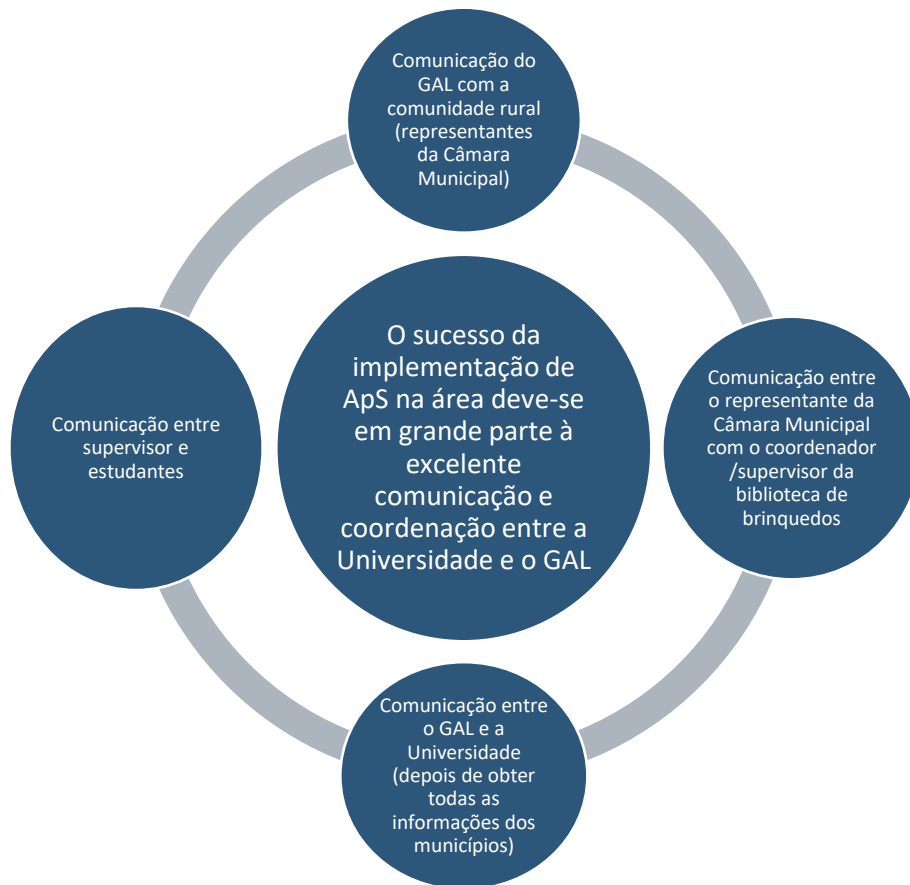 Comunicação do
GAL com a
comunidade rural
(representantes
da Câmara
Municipal)
O sucesso da
implementação de
ApS na área deve-se
em grande parte à
excelente
comunicação e
coordenação entre a
Universidade e o GAL
Comunicação entre
o representante da
Câmara Municipal
com o coordenador
/supervisor da
biblioteca de
brinquedos
Comunicação entre
o GAL e a
Universidade
(depois de obter
todas as
informações dos
municípios)
Comunicação entre
supervisor e
estudantes